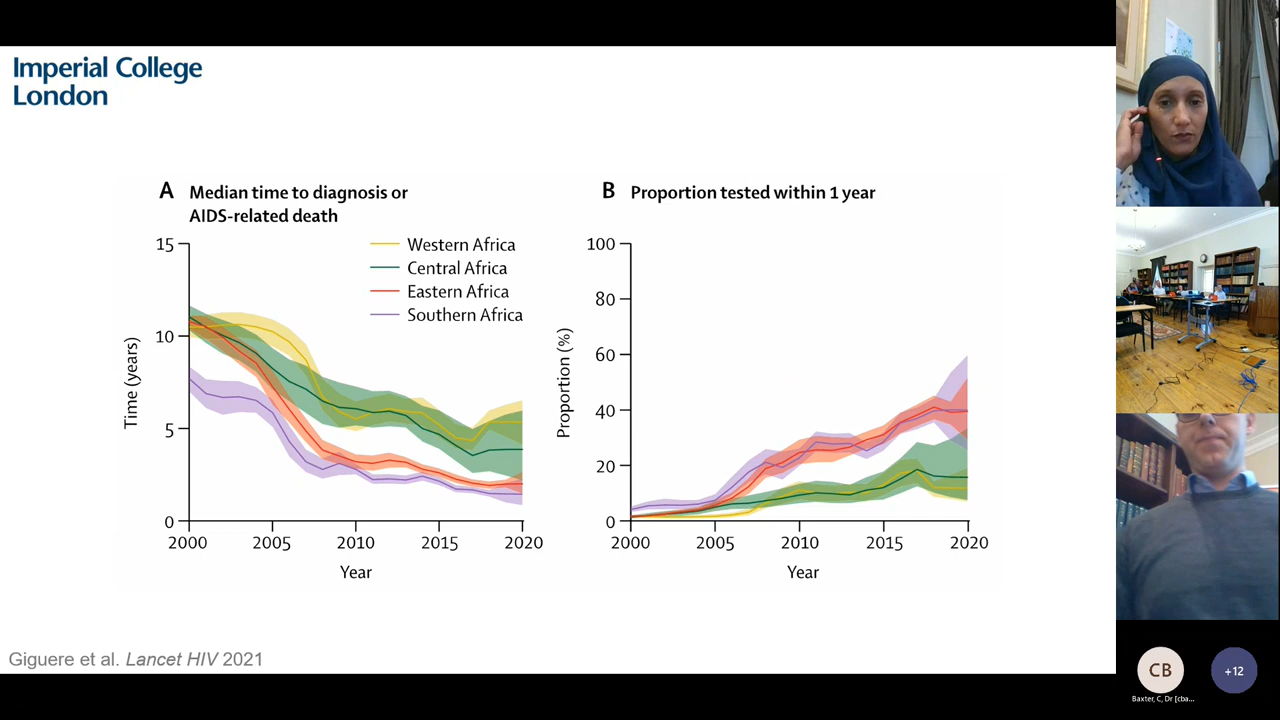 Imperial College
London
A Median time to diagnosis or
AIDS-related death
Western Africa
Central Africa
Eastern Africa
Southern Africa
15
10
5
0
Time (years)
2000 2005 2010 2015 2020
Year
B Proportion tested within 1 year
100
80
60
40
20
0
Proportion (%)
2000 2005 2010 2015 2020
Year
Giguere et al. Lancet HIV 2021
CB
+12
Baxter, C, Dr [cba...